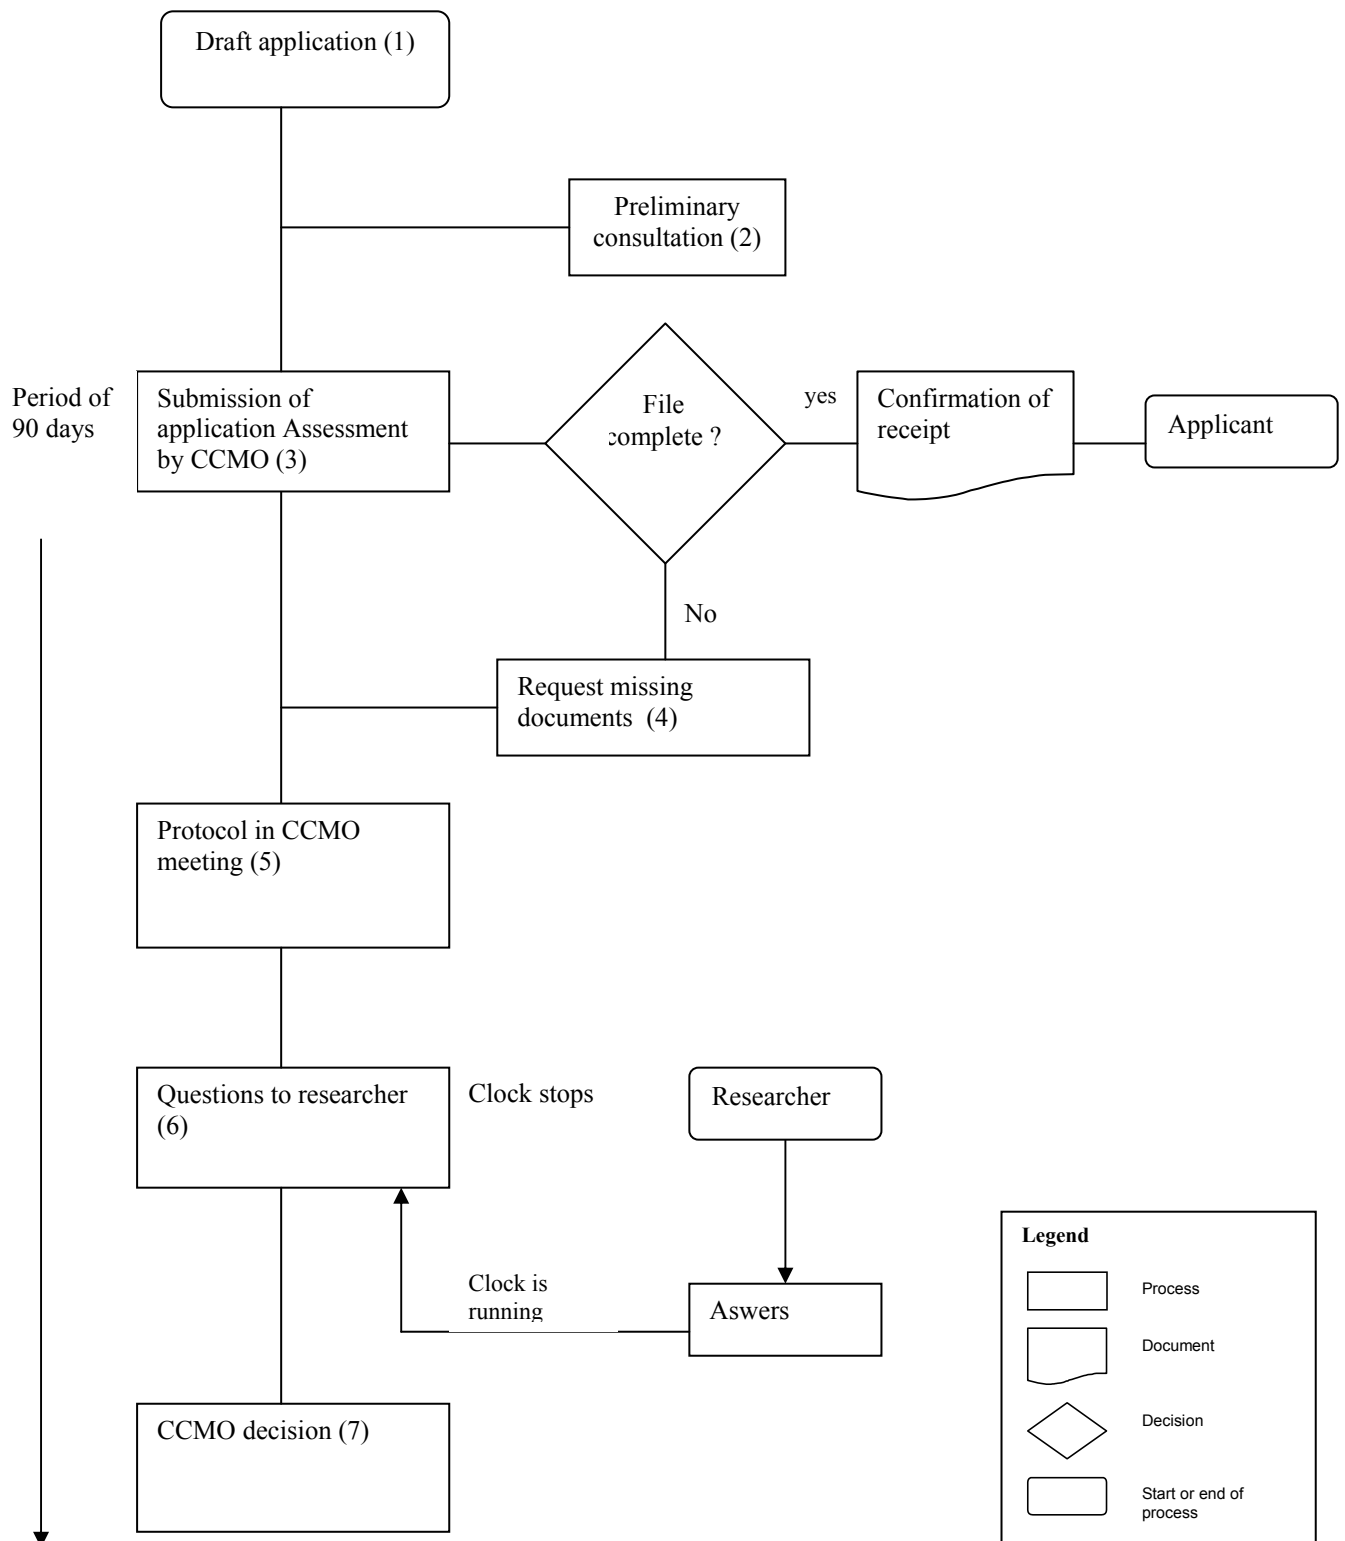 Draft application (1)
Preliminary
consultation (2)
Period of
90 days
Submission of
application Assessment
by CCMO (3)
File
complete ?
yes
Confirmation of
receipt
Applicant
No
Request missing
documents (4)
Protocol in CCMO
meeting (5)
Questions to researcher
(6)
Clock stops
Researcher
Clock is
running
Aswers
CCMO decision (7)
Legend
Process
Document
Decision
Start or end of
process